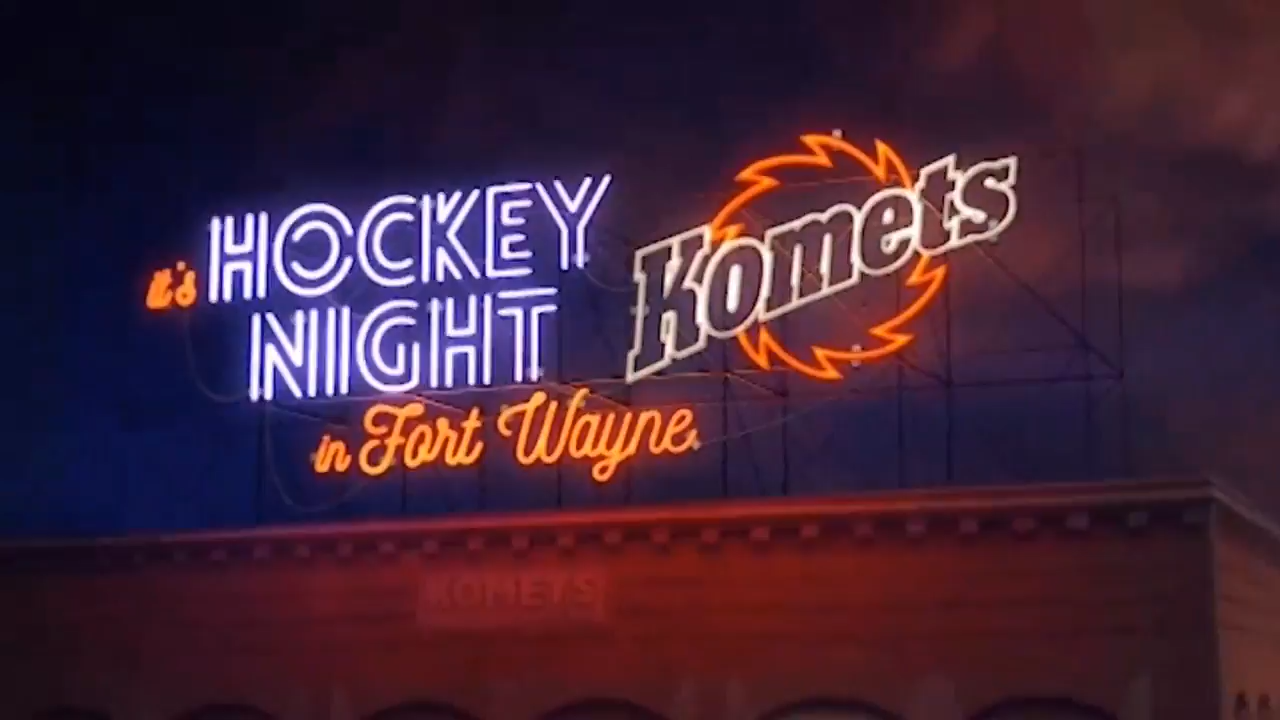 it's HOCKEY
NIGHT
in Fort Wayne
Komets
KOMETS